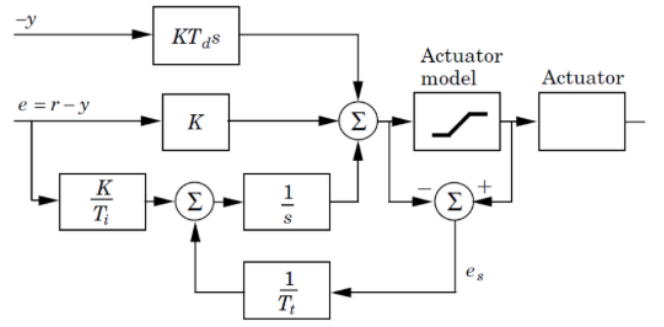 −y
KT_d s
Actuator model
Actuator
e = r − y
K
Σ
K/T_i
Σ
1/s
− Σ +
1/T_t
e_s